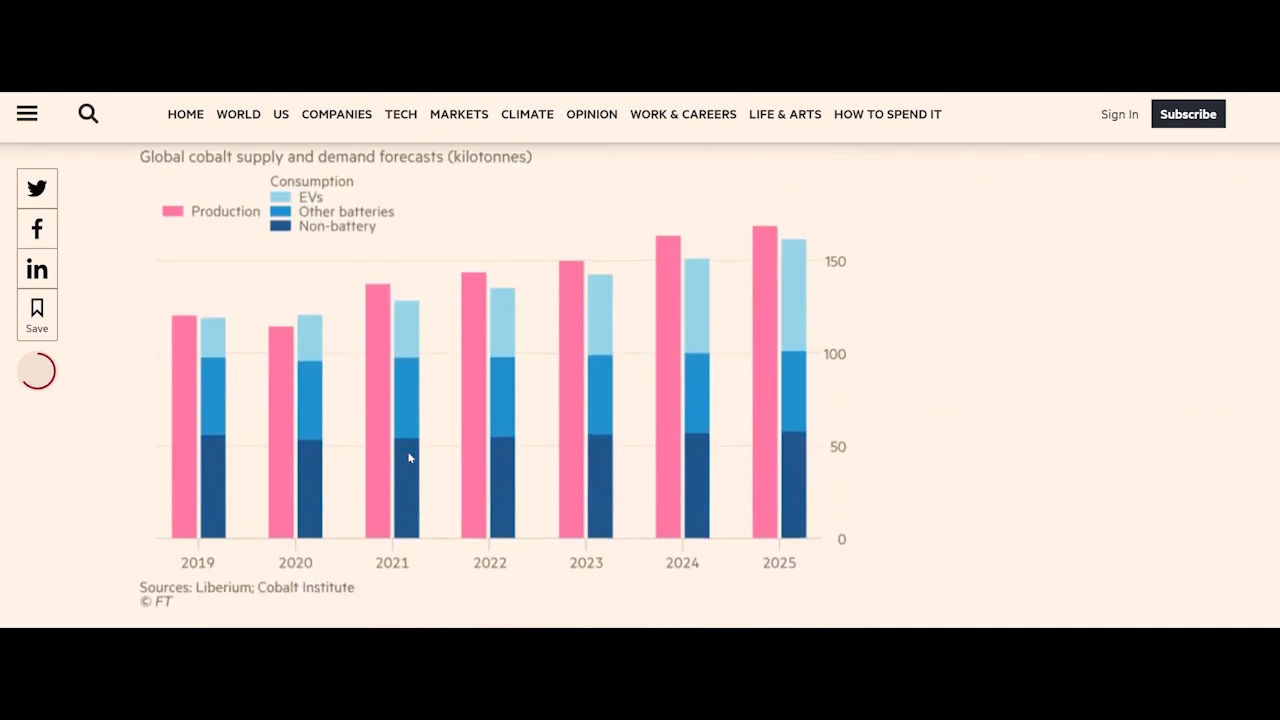 HOME WORLD US COMPANIES TECH MARKETS CLIMATE OPINION WORK & CAREERS LIFE & ARTS HOW TO SPEND IT Sign In Subscribe
Global cobalt supply and demand forecasts (kilotonnes)
Consumption
EVs
Production Other batteries
Non-battery
150
100
50
0
2019 2020 2021 2022 2023 2024 2025
Sources: Liberium; Cobalt Institute
© FT
in
Save